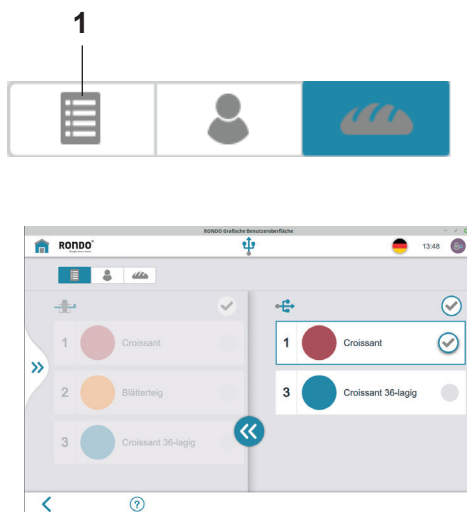 1
RONDO Grafische Benutzeroberfläche
RONDO
13:48
1 Croissant
2 Blätterteig
3 Croissant 36-lagig
1 Croissant
3 Croissant 36-lagig
?